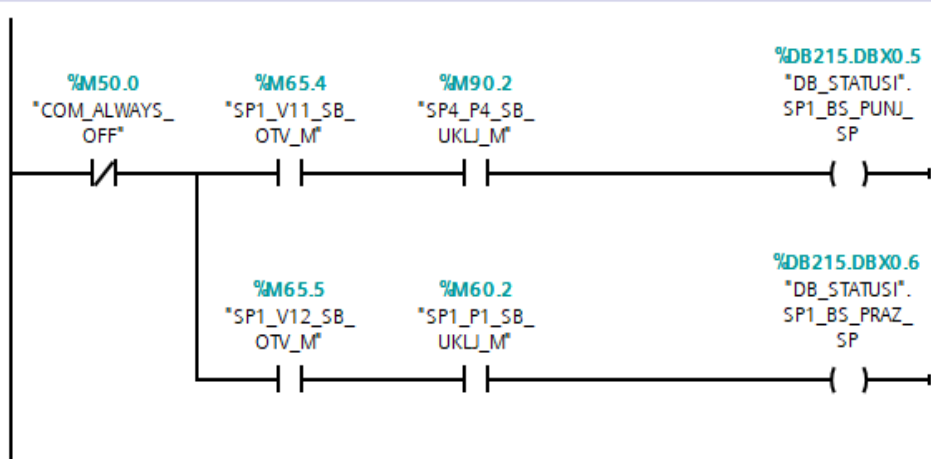 %DB215.DBX0.5
%M50.0 %M65.4 %M90.2 "DB_STATUSI".
"COM_ALWAYS_ "SP1_V11_SB_ "SP4_P4_SB_ SP1_BS_PUNJ_
OFF" OTV_M" UKLJ_M" SP
%DB215.DBX0.6
%M65.5 %M60.2 "DB_STATUSI".
"SP1_V12_SB_ "SP1_P1_SB_ SP1_BS_PRAZ_
OTV_M" UKLJ_M" SP